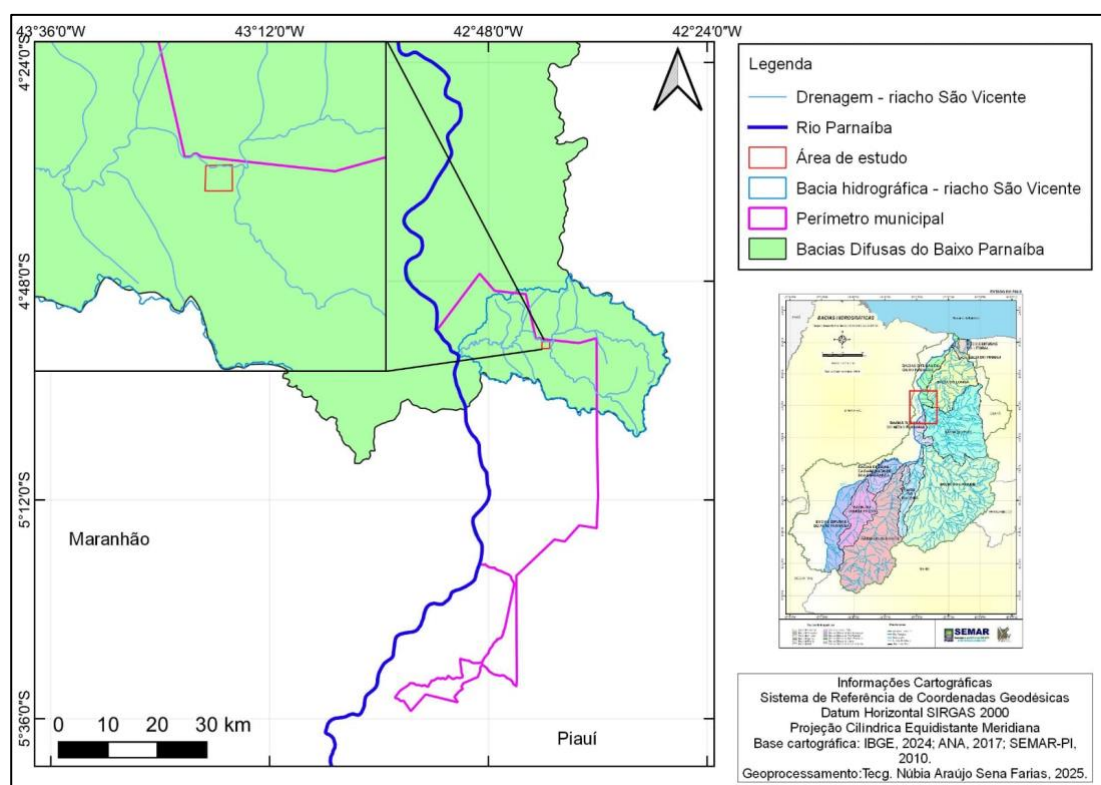 43°36'0"W 43°12'0"W 42°48'0"W 42°24'0"W
4°24'0"S
4°48'0"S
5°12'0"S
5°36'0"S
Maranhão
Piauí
0 10 20 30 km
Legenda
Drenagem - riacho São Vicente
Rio Parnaíba
Área de estudo
Bacia hidrográfica - riacho São Vicente
Perímetro municipal
Bacias Difusas do Baixo Parnaíba
BACIAS HIDROGRÁFICAS
SEMAR
Informações Cartográficas
Sistema de Referência de Coordenadas Geodésicas
Datum Horizontal SIRGAS 2000
Projeção Cilíndrica Equidistante Meridiana
Base cartográfica: IBGE, 2024; ANA, 2017; SEMAR-PI,
2010.
Geoprocessamento:Tecg. Núbia Araújo Sena Farias, 2025.